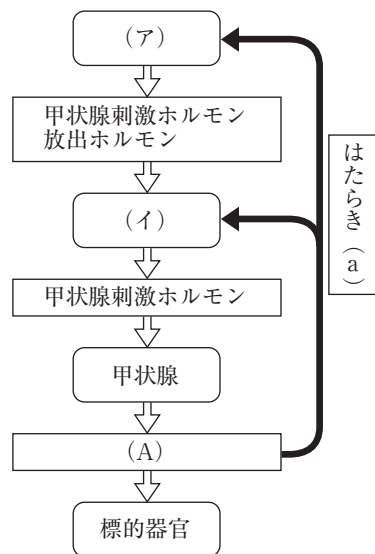 (ア)
甲状腺刺激ホルモン
放出ホルモン
(イ)
甲状腺刺激ホルモン
甲状腺
(A)
標的器官
はたらき(a)